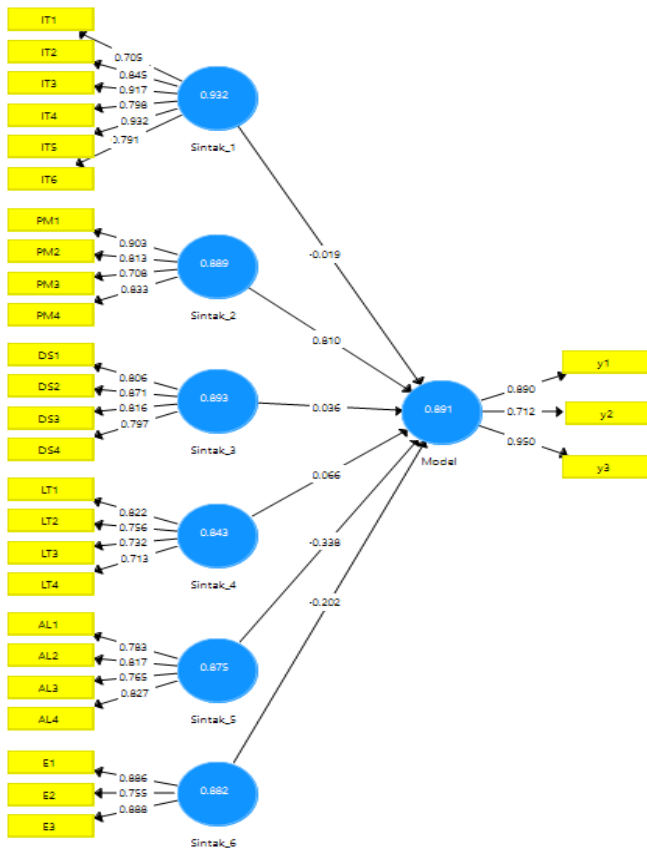 IT1
IT2
IT3
IT4
IT5
IT6
0.705
0.845
0.917
0.798
0.932
0.791
0.932
Sintak_1
-0.019
PM1
PM2
PM3
PM4
0.903
0.813
0.708
0.833
0.889
Sintak_2
0.810
DS1
DS2
DS3
DS4
0.806
0.871
0.816
0.797
0.893
Sintak_3
0.036
LT1
LT2
LT3
LT4
0.822
0.756
0.732
0.713
0.843
Sintak_4
0.066
AL1
AL2
AL3
AL4
0.783
0.817
0.765
0.827
0.875
Sintak_5
-0.338
E1
E2
E3
0.886
0.755
0.888
0.882
Sintak_6
-0.202
0.891
Model
0.890
0.712
0.950
y1
y2
y3